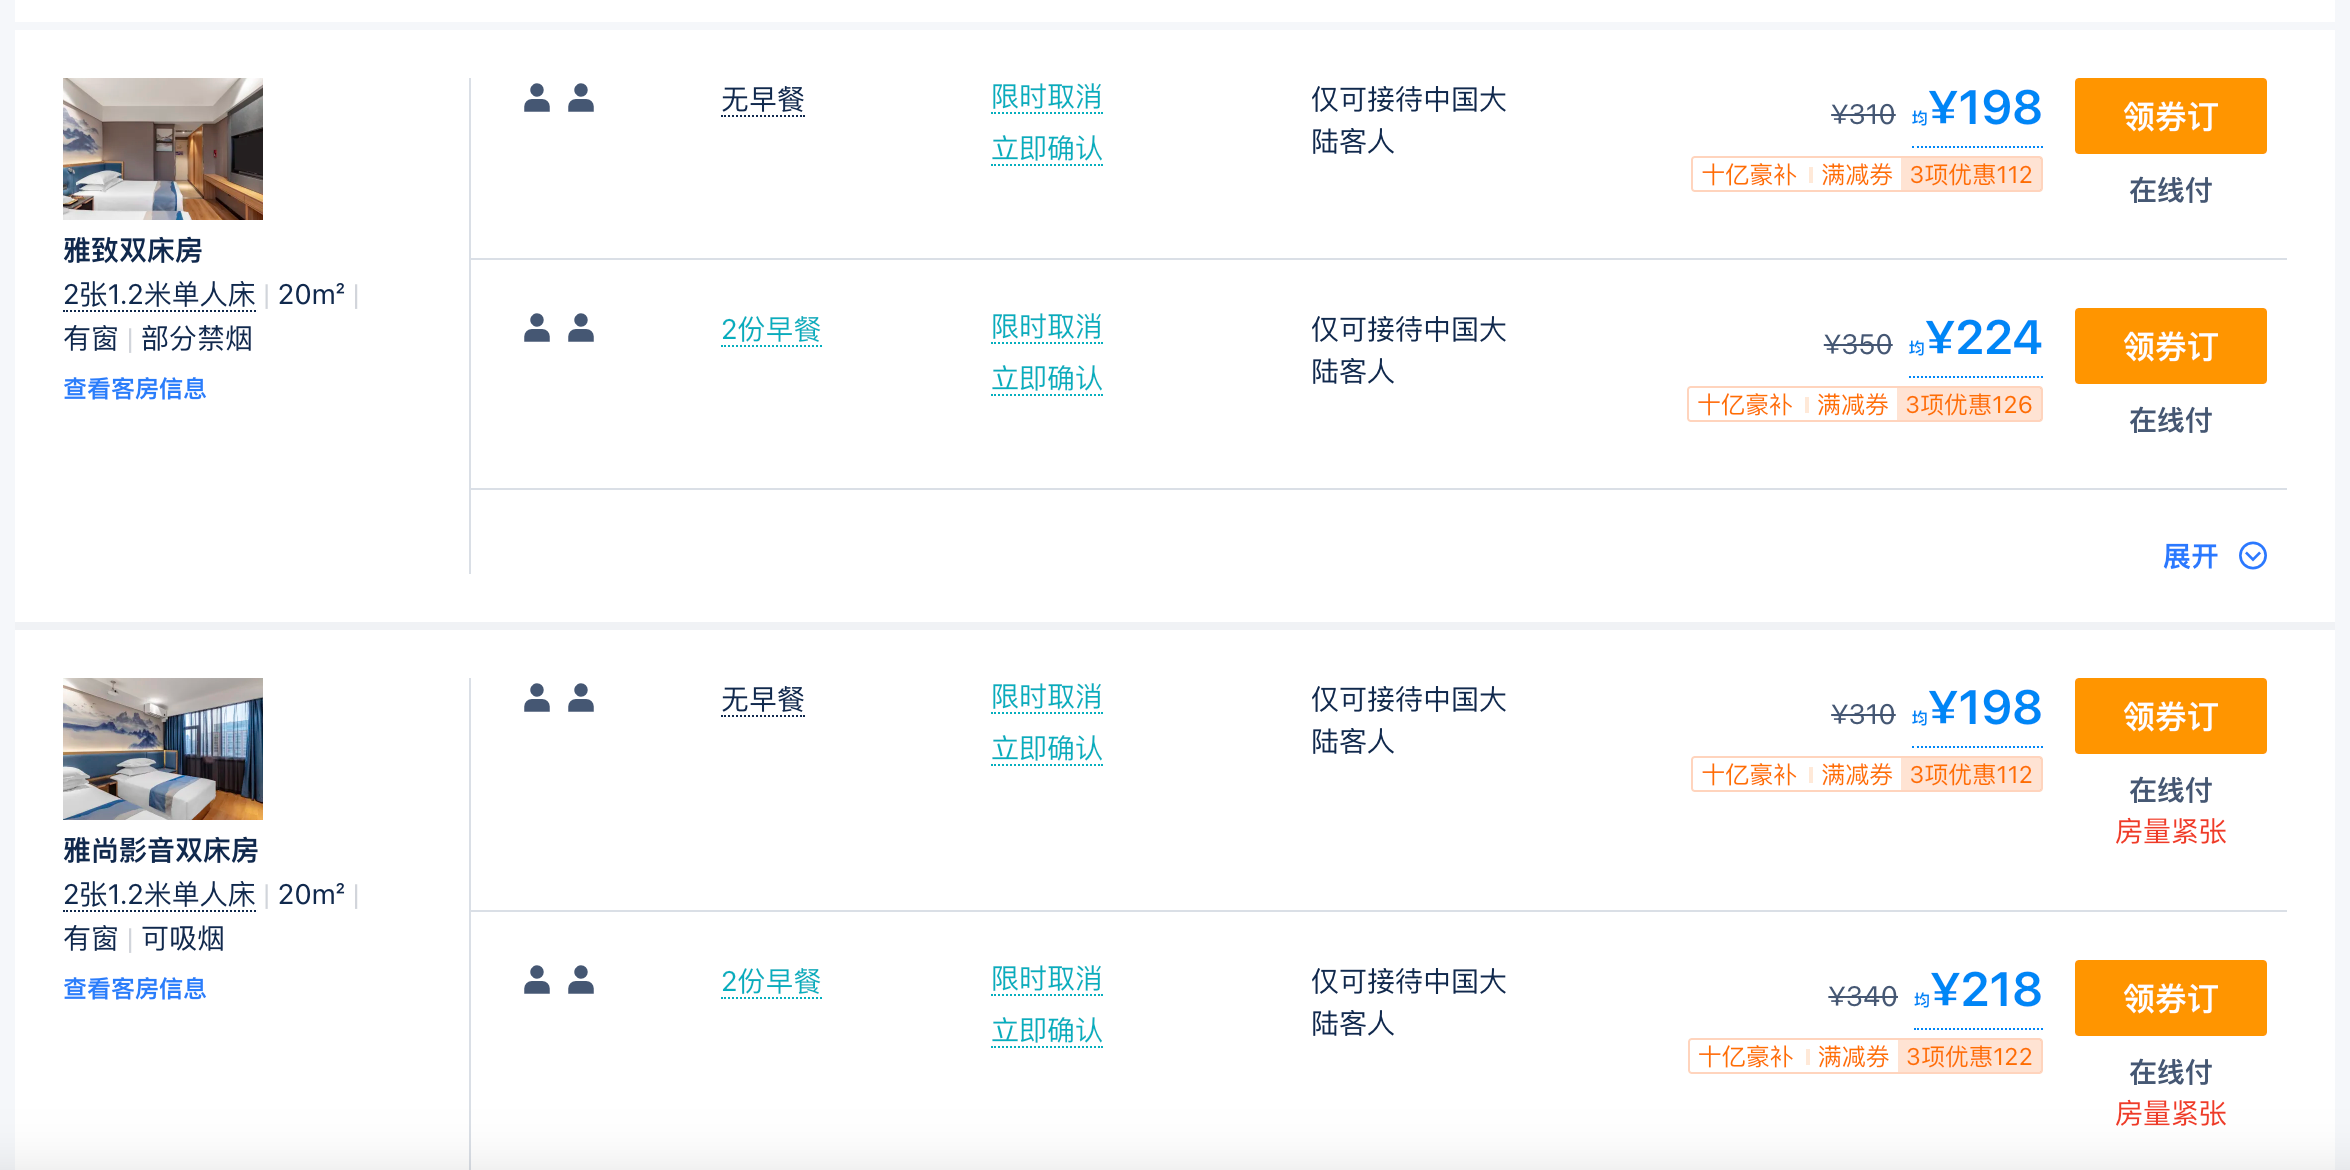 雅致双床房
2张1.2米单人床 | 20m² |
有窗 | 部分禁烟
查看客房信息
无早餐
限时取消
立即确认
仅可接待中国大
陆客人
¥310 均¥198
十亿豪补 | 满减券 3项优惠112
领券订
在线付
2份早餐
限时取消
立即确认
仅可接待中国大
陆客人
¥350 均¥224
十亿豪补 | 满减券 3项优惠126
领券订
在线付
展开
雅尚影音双床房
2张1.2米单人床 | 20m² |
有窗 | 可吸烟
查看客房信息
无早餐
限时取消
立即确认
仅可接待中国大
陆客人
¥310 均¥198
十亿豪补 | 满减券 3项优惠112
领券订
在线付
房量紧张
2份早餐
限时取消
立即确认
仅可接待中国大
陆客人
¥340 均¥218
十亿豪补 | 满减券 3项优惠122
领券订
在线付
房量紧张